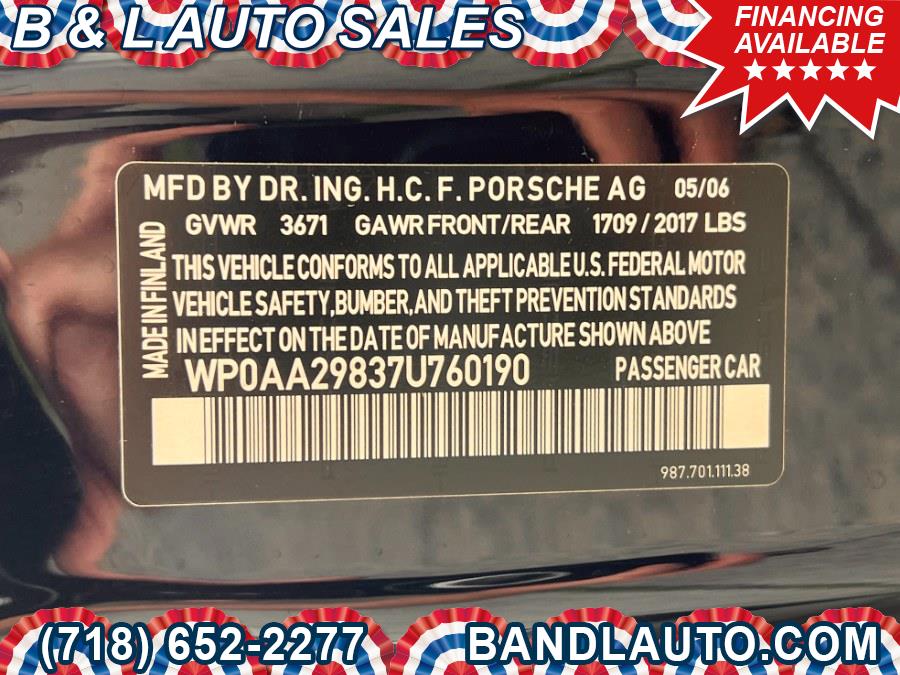 B & L AUTO SALES
FINANCING
AVAILABLE
MFD BY DR. ING. H.C. F. PORSCHE AG 05/06
GVWR 3671 GAWR FRONT/REAR 1709 / 2017 LBS
MADE IN FINLAND
THIS VEHICLE CONFORMS TO ALL APPLICABLE U.S. FEDERAL MOTOR
VEHICLE SAFETY, BUMBER, AND THEFT PREVENTION STANDARDS
IN EFFECT ON THE DATE OF MANUFACTURE SHOWN ABOVE
WP0AA29837U760190 PASSENGER CAR
987.701.111.38
(718) 652-2277 BANDLAUTO.COM